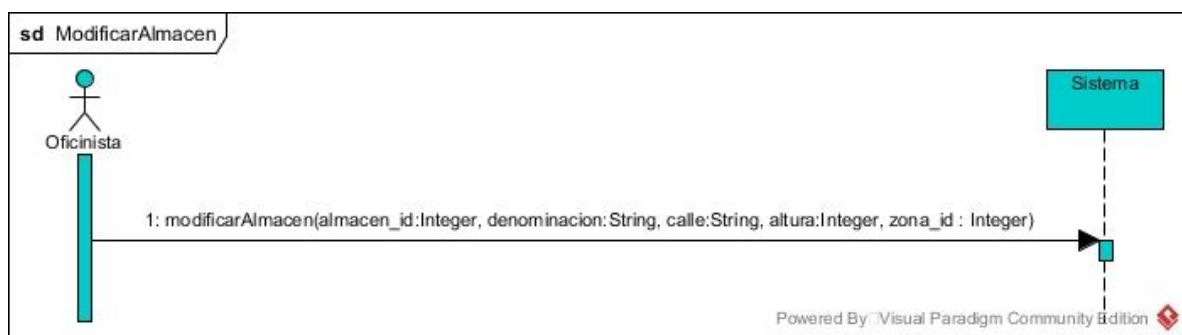 sd ModificarAlmacen
Sistema
Oficinista
1: modificarAlmacen(almacen_id:Integer, denominacion:String, calle:String, altura:Integer, zona_id : Integer)
Powered By Visual Paradigm Community Edition